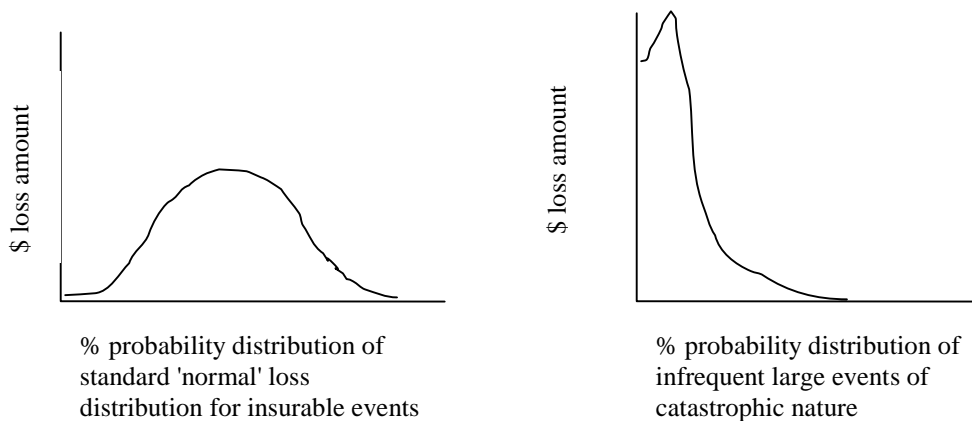 $ loss amount
% probability distribution of
standard 'normal' loss
distribution for insurable events
$ loss amount
% probability distribution of
infrequent large events of
catastrophic nature